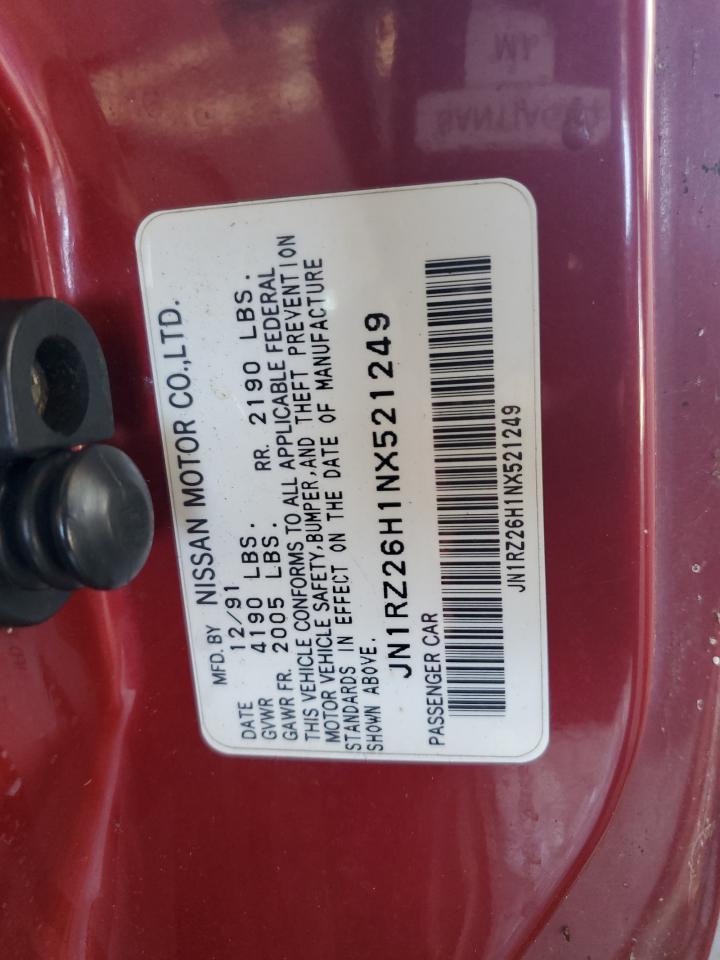 MFD. BY NISSAN MOTOR CO.,LTD.
DATE 12/91
GVWR 4190 LBS.
GAWR FR. 2005 LBS. RR. 2190 LBS.
THIS VEHICLE CONFORMS TO ALL APPLICABLE FEDERAL
MOTOR VEHICLE SAFETY,BUMPER,AND THEFT PREVENTION
STANDARDS IN EFFECT ON THE DATE OF MANUFACTURE
SHOWN ABOVE.
JN1RZ26H1NX521249
PASSENGER CAR
JN1RZ26H1NX521249